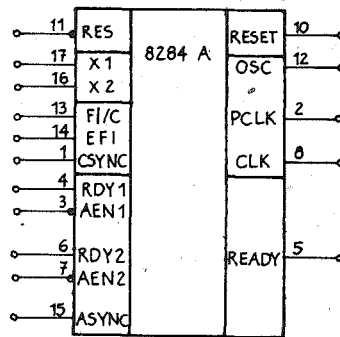 11 RES 8284 A RESET 10
17 X1 OSC 12
16 X2
13 F/C PCLK 2
14 EFI
1 CSYNC CLK 8
4 RDY1
3 AEN1
6 RDY2 READY 5
7 AEN2
15 ASYNC